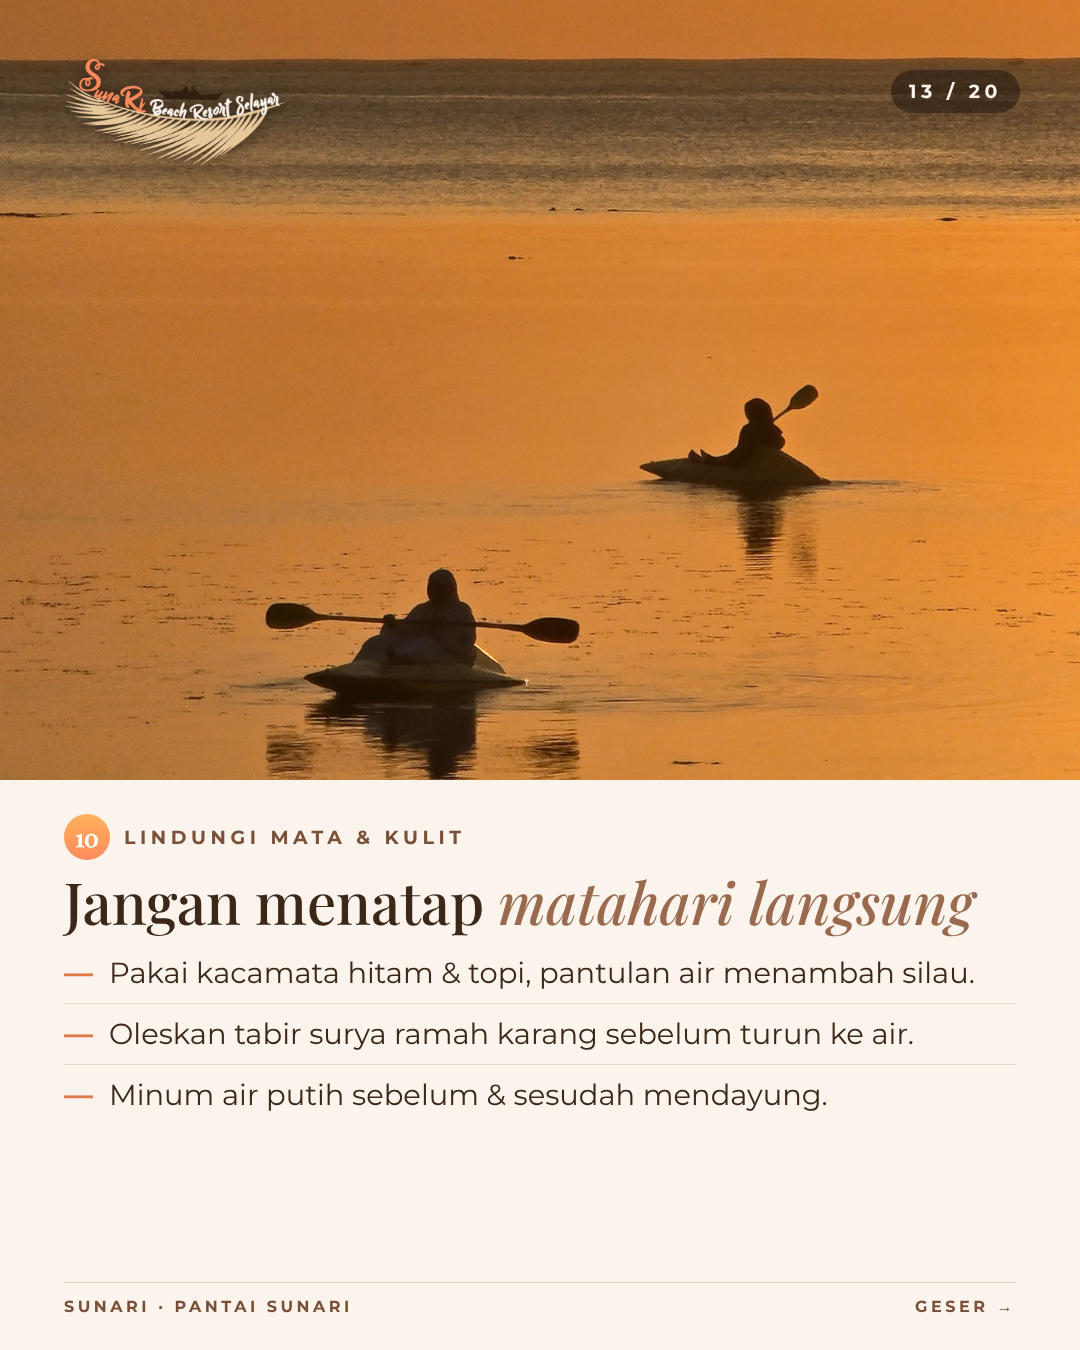 SunaRi Beach Resort Selayar
13 / 20
10 LINDUNGI MATA & KULIT
Jangan menatap matahari langsung
— Pakai kacamata hitam & topi, pantulan air menambah silau.
— Oleskan tabir surya ramah karang sebelum turun ke air.
— Minum air putih sebelum & sesudah mendayung.
SUNARI · PANTAI SUNARI
GESER →